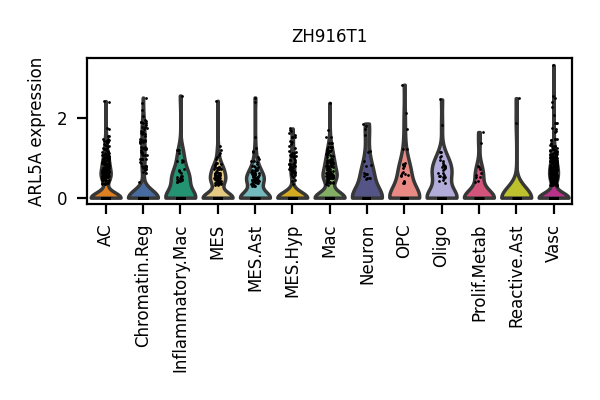 ZH916T1
ARL5A expression
2
0
AC
Chromatin.Reg
Inflammatory.Mac
MES
MES.Ast
MES.Hyp
Mac
Neuron
OPC
Oligo
Prolif.Metab
Reactive.Ast
Vasc